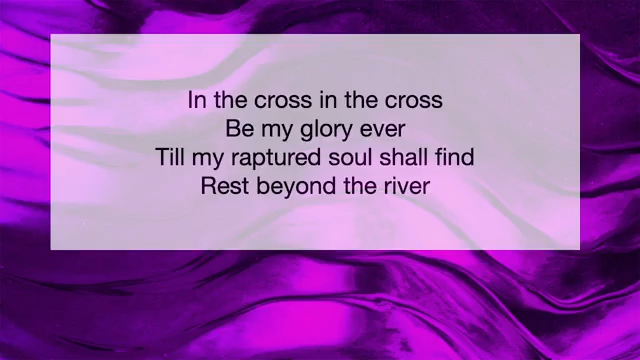 In the cross in the cross
Be my glory ever
Till my raptured soul shall find
Rest beyond the river